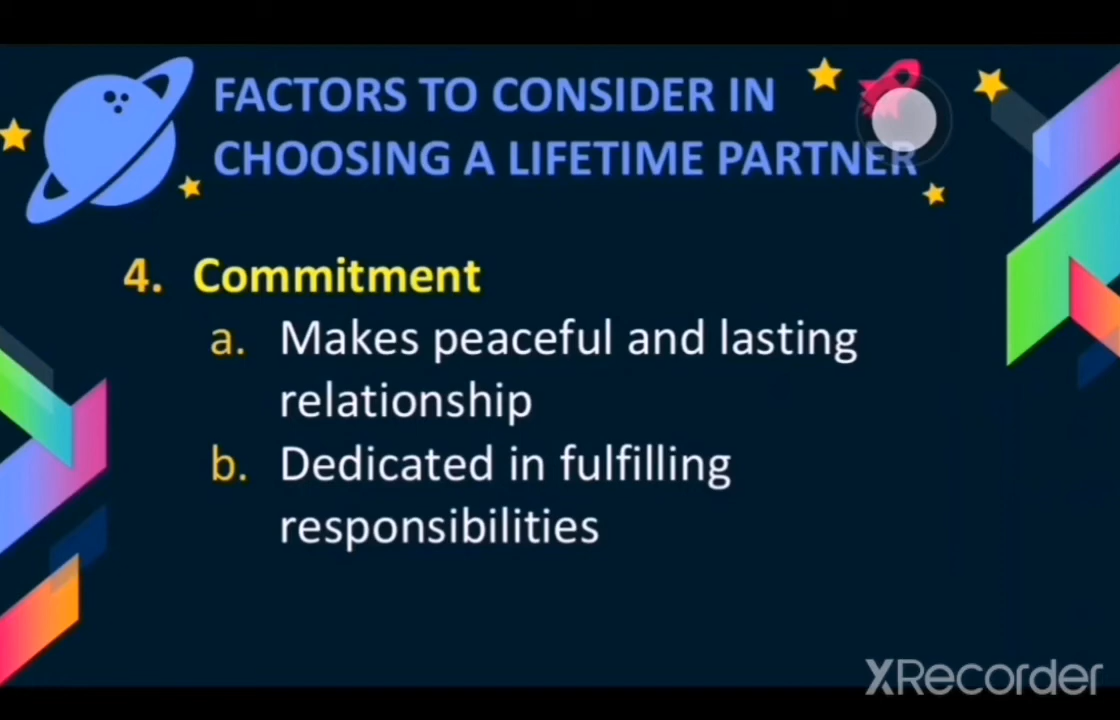 FACTORS TO CONSIDER IN
CHOOSING A LIFETIME PARTNER
4. Commitment
a. Makes peaceful and lasting
relationship
b. Dedicated in fulfilling
responsibilities
XRecorder